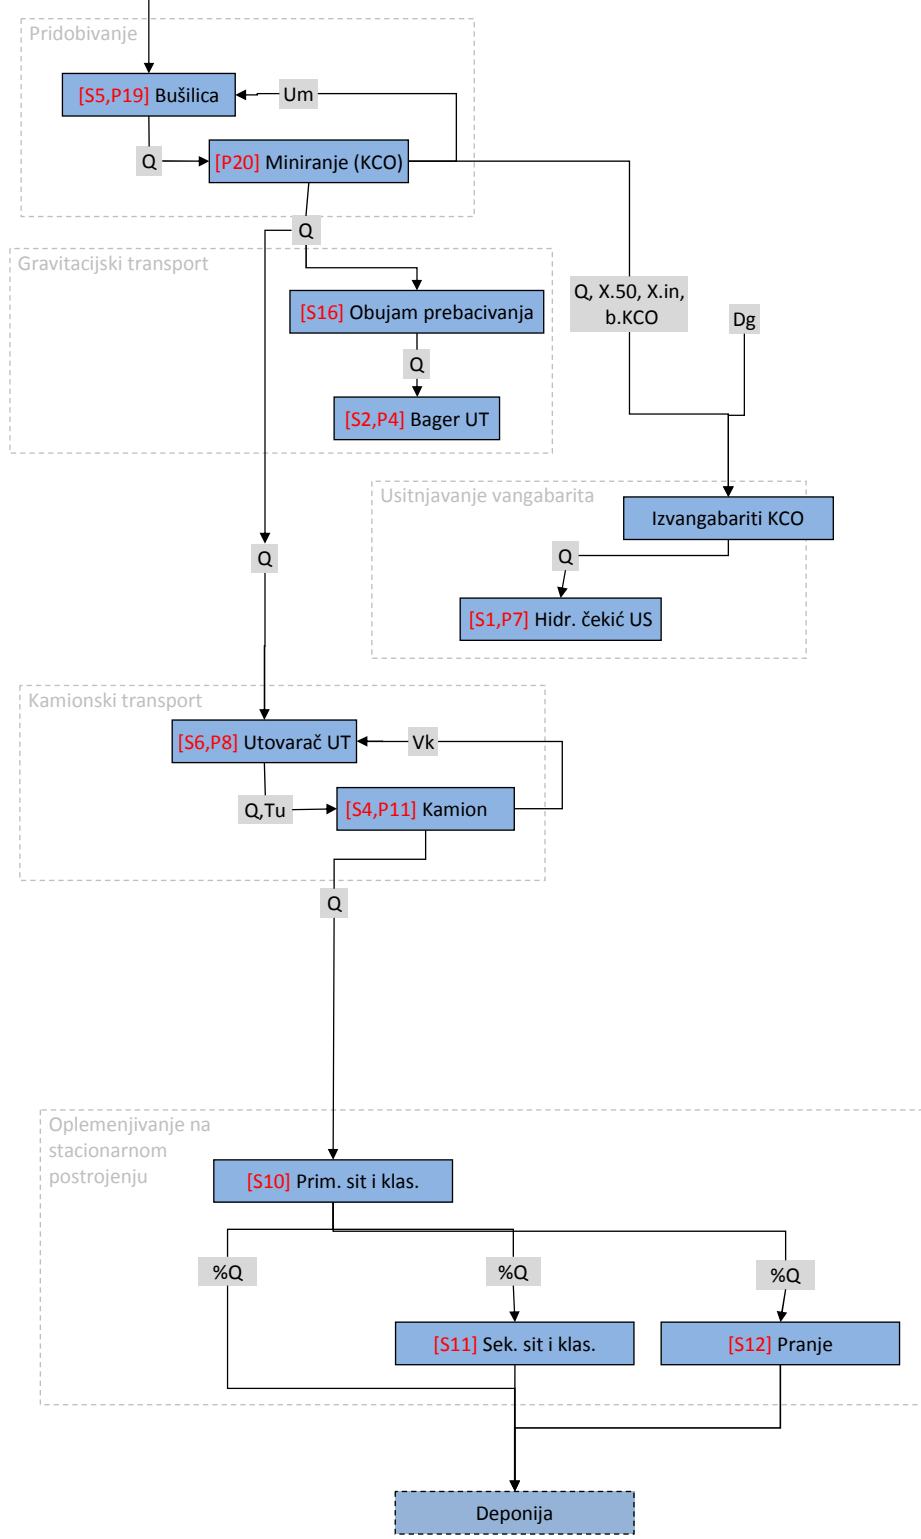 Pridobivanje
[S5,P19] Bušilica
Um
Q
[P20] Miniranje (KCO)
Q
Gravitacijski transport
[S16] Obujam prebacivanja
Q, X.50, X.in,
b.KCO
Dg
Q
[S2,P4] Bager UT
Usitnjavanje vangabarita
Izvangabariti KCO
Q
Q
[S1,P7] Hidr. čekić US
Kamionski transport
[S6,P8] Utovarač UT
Vk
Q,Tu
[S4,P11] Kamion
Q
Oplemenjivanje na
stacionarnom
postrojenju
[S10] Prim. sit i klas.
%Q
%Q
%Q
[S11] Sek. sit i klas.
[S12] Pranje
Deponija